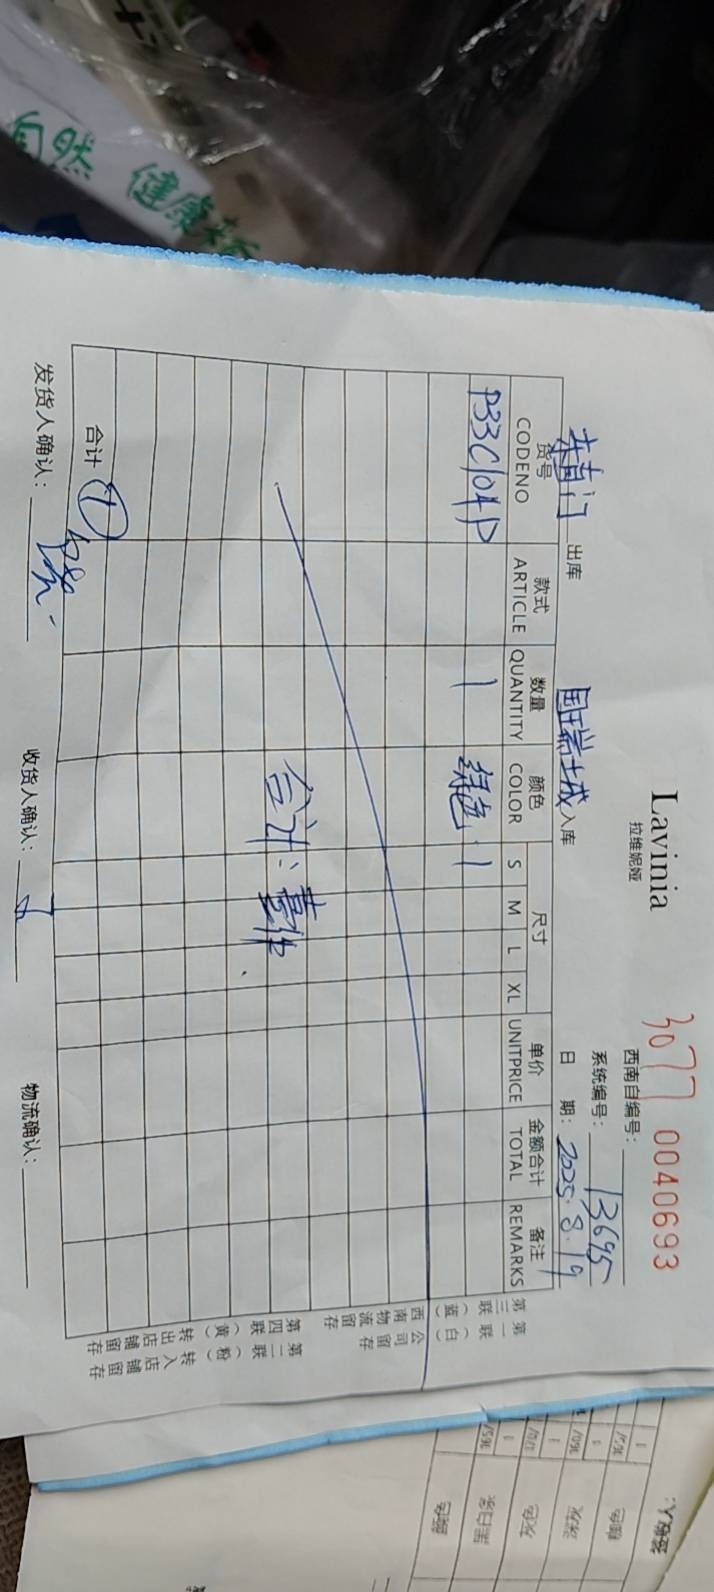 自然 健康
Lavinia
拉维妮娅
3077 0040693
西南自编号：
系统编号： 13695
出库 入库 日 期： 2025.8.19
货号 款式 数量 颜色 尺寸 单价 金额合计 备注
CODENO ARTICLE QUANTITY COLOR S M L XL UNITPRICE TOTAL REMARKS
P33C104P 1 绿色 1
合计：壹件
合计 ①
发货人确认： 收货人确认： 物流确认：
第一联（白）西南公司物流留存
第三联（蓝）
第二联（粉）转入店铺留存
第四联（黄）转出店铺留存